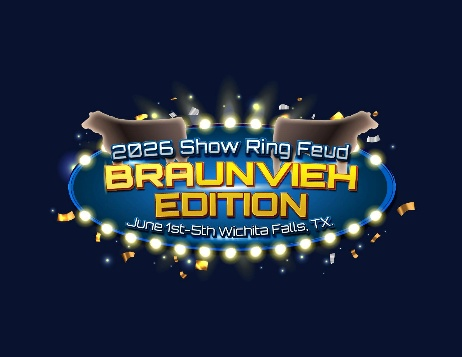 2026 Show Ring Feud
BRAUNVIEH
EDITION
June 1st-5th Wichita Falls, TX.